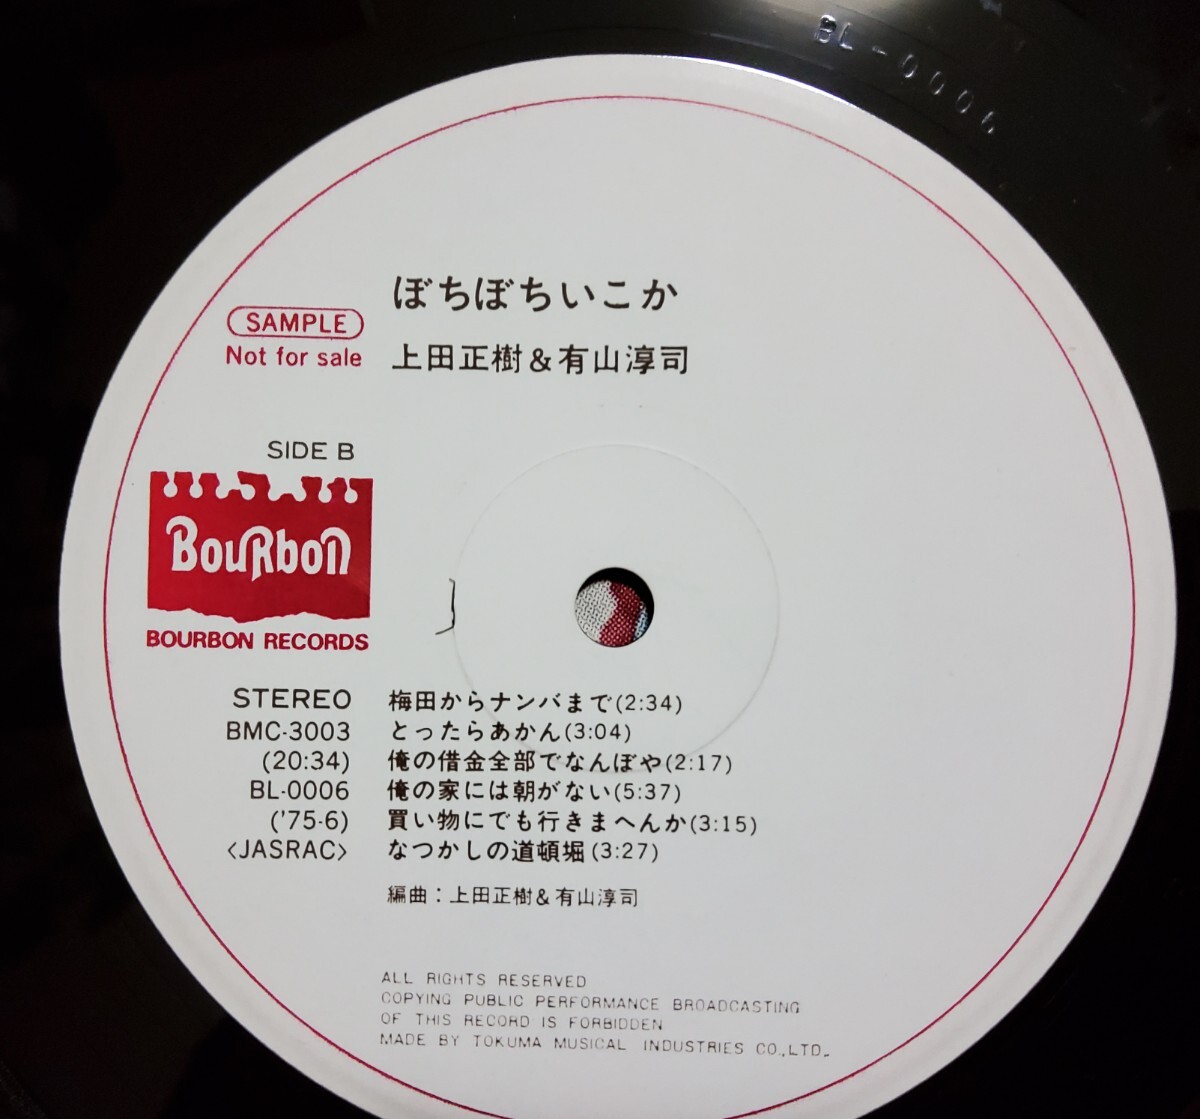 BL-0006
ぼちぼちいこか
SAMPLE
Not for sale
上田正樹&有山淳司
SIDE B
BouRboN
BOURBON RECORDS
STEREO
BMC-3003
(20:34)
BL-0006
('75-6)
〈JASRAC〉
梅田からナンバまで(2:34)
とったらあかん(3:04)
俺の借金全部でなんぼや(2:17)
俺の家には朝がない(5:37)
買い物にでも行きまへんか(3:15)
なつかしの道頓堀(3:27)
編曲:上田正樹&有山淳司
ALL RIGHTS RESERVED
COPYING PUBLIC PERFORMANCE BROADCASTING
OF THIS RECORD IS FORBIDDEN
MADE BY TOKUMA MUSICAL INDUSTRIES CO.,LTD.